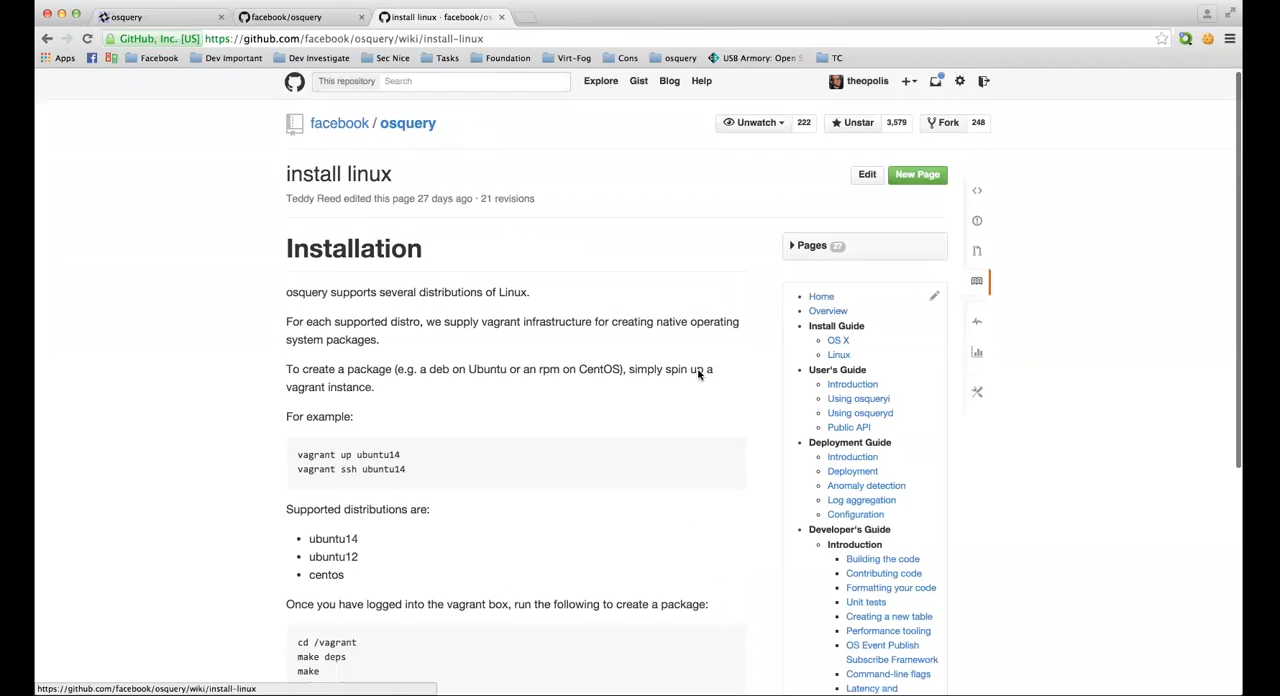 osquery
facebook/osquery
install linux · facebook/os
GitHub, Inc. [US] https://github.com/facebook/osquery/wiki/install-linux
Apps Facebook Dev Important Dev Investigate Sec Nice Tasks Foundation Virt-Fog Cons osquery USB Armory: Open S TC
This repository Search Explore Gist Blog Help theopolis
facebook / osquery Unwatch 222 Unstar 3,579 Fork 248
install linux
Edit New Page
Teddy Reed edited this page 27 days ago · 21 revisions
Installation
osquery supports several distributions of Linux.
For each supported distro, we supply vagrant infrastructure for creating native operating
system packages.
To create a package (e.g. a deb on Ubuntu or an rpm on CentOS), simply spin up a
vagrant instance.
For example:
vagrant up ubuntu14
vagrant ssh ubuntu14
Supported distributions are:
ubuntu14
ubuntu12
centos
Once you have logged into the vagrant box, run the following to create a package:
cd /vagrant
make deps
make
Pages 27
Home
Overview
Install Guide
OS X
Linux
User's Guide
Introduction
Using osqueryi
Using osqueryd
Public API
Deployment Guide
Introduction
Deployment
Anomaly detection
Log aggregation
Configuration
Developer's Guide
Introduction
Building the code
Contributing code
Formatting your code
Unit tests
Creating a new table
Performance tooling
OS Event Publish
Subscribe Framework
Command-line flags
Latency and
https://github.com/facebook/osquery/wiki/install-linux